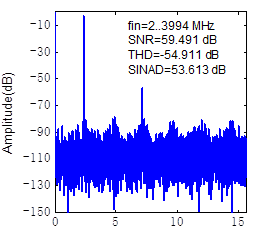 -10
-30
-50
-70
-90
-110
-130
-150
Amplitude(dB)
fin=2..3994 MHz
SNR=59.491 dB
THD=-54.911 dB
SINAD=53.613 dB
0
5
10
15